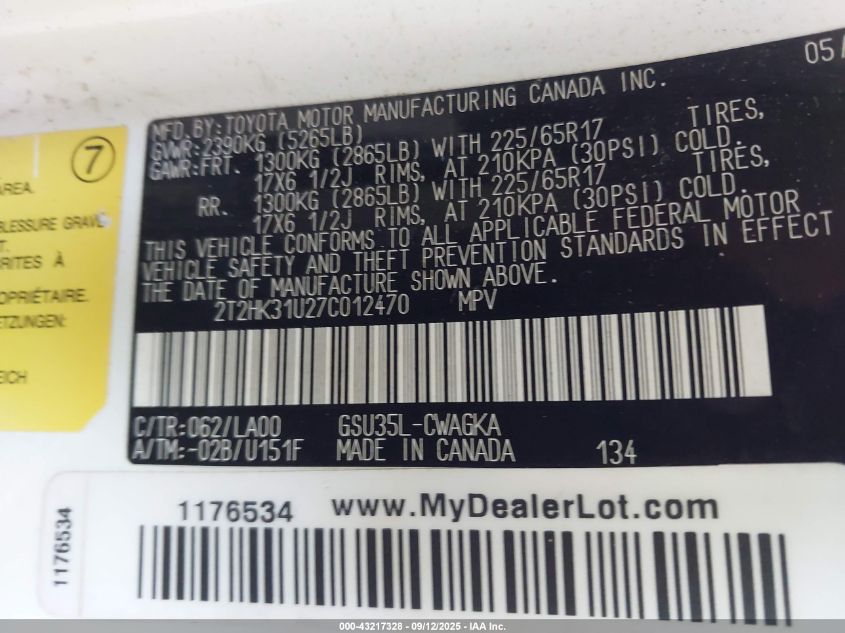 05/
MFD. BY: TOYOTA MOTOR MANUFACTURING CANADA INC.
GVWR: 2390KG (5265LB)
GAWR: FRT. 1300KG (2865LB) WITH 225/65R17 TIRES,
17X6 1/2J RIMS, AT 210KPA (30PSI) COLD.
RR. 1300KG (2865LB) WITH 225/65R17 TIRES,
17X6 1/2J RIMS, AT 210KPA (30PSI) COLD.
THIS VEHICLE CONFORMS TO ALL APPLICABLE FEDERAL MOTOR
VEHICLE SAFETY AND THEFT PREVENTION STANDARDS IN EFFECT
THE DATE OF MANUFACTURE SHOWN ABOVE.
2T2HK31U27C012470 MPV
C/TR: 062/LA00 GSU35L-CWAGKA
A/TM: -02B/U151F MADE IN CANADA 134
7
AREA.
BLESSURE GRAVE
T.
RITES À
OPRIÉTAIRE.
ETZUNGEN:
EICH
1176534 www.MyDealerLot.com
1176534
000-43217328 - 09/12/2025 - IAA Inc.